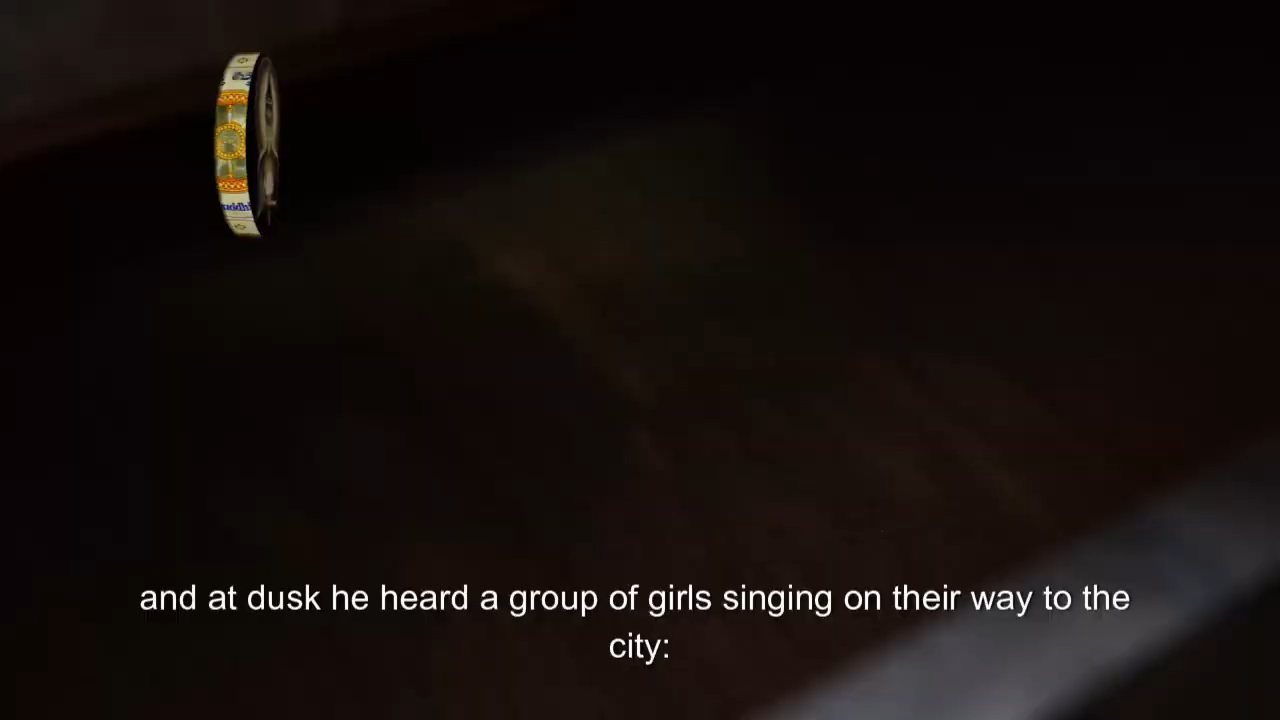 and at dusk he heard a group of girls singing on their way to the
city: